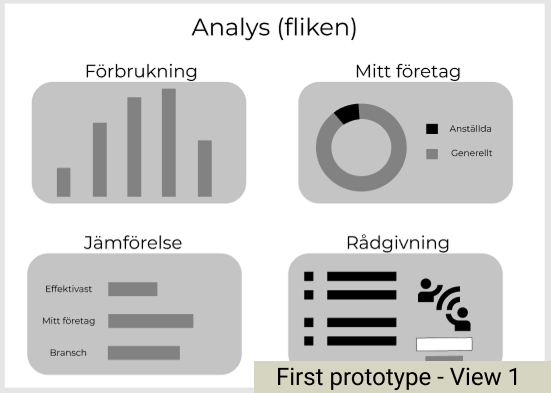 Analys (fliken)
Förbrukning
Mitt företag
Anställda
Generellt
Jämförelse
Effektivast
Mitt företag
Bransch
Rådgivning
First prototype - View 1